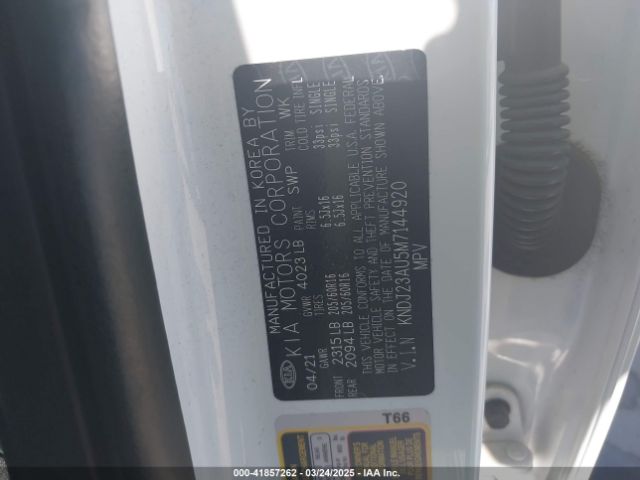 MANUFACTURED IN KOREA BY
KIA MOTORS CORPORATION
04/21 GVWR 4023 LB PAINT SWP TRIM WK
GAWR TIRES RIMS COLD TIRE INFL
FRONT 2315 LB 205/60R16 6.5Jx16 33psi SINGLE
REAR 2094 LB 205/60R16 6.5Jx16 33psi SINGLE
THIS VEHICLE CONFORMS TO ALL APPLICABLE U.S.A. FEDERAL
MOTOR VEHICLE SAFETY AND THEFT PREVENTION STANDARDS
IN EFFECT ON THE DATE OF MANUFACTURE SHOWN ABOVE.
V.I.N KNDJ23AU5M7144920
MPV
KIA
T66
IAA - 41857262 - 03/24/2025 - IAAI.COM